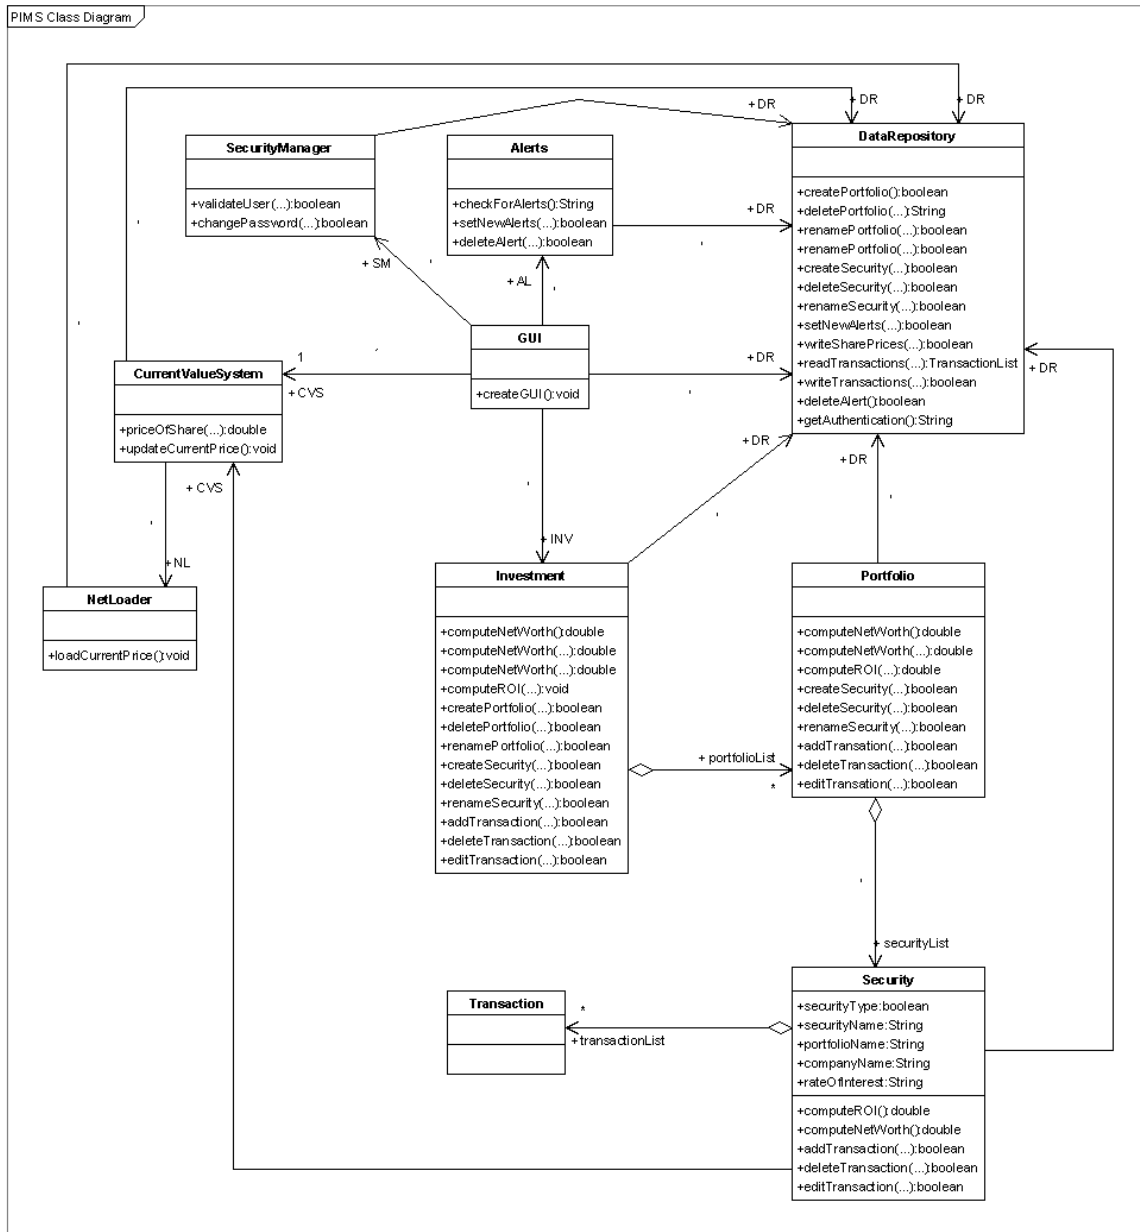 PIMS Class Diagram
+ DR
+ DR
+ DR
SecurityManager
+validateUser(...):boolean
+changePassword(...):boolean
Alerts
+checkForAlerts():String
+setNewAlerts(...):boolean
+deleteAlert(...):boolean
DataRepository
+createPortfolio():boolean
+deletePortfolio(...):String
+renamePortfolio(...):boolean
+renamePortfolio(...):boolean
+createSecurity(...):boolean
+deleteSecurity(...):boolean
+renameSecurity(...):boolean
+setNewAlerts(...):boolean
+writeSharePrices(...):boolean
+readTransactions(...):TransactionList
+writeTransactions(...):boolean
+deleteAlert():boolean
+getAuthentication():String
+ DR
+ SM
+ AL
GUI
+createGUI():void
1
+ CVS
+ DR
+ DR
CurrentValueSystem
+priceOfShare(...):double
+updateCurrentPrice():void
+ DR
+ DR
+ CVS
+ NL
+ INV
NetLoader
+loadCurrentPrice():void
Investment
+computeNetWorth():double
+computeNetWorth(...):double
+computeNetWorth(...):double
+computeROI(...):void
+createPortfolio(...):boolean
+deletePortfolio(...):boolean
+renamePortfolio(...):boolean
+createSecurity(...):boolean
+deleteSecurity(...):boolean
+renameSecurity(...):boolean
+addTransaction(...):boolean
+deleteTransaction(...):boolean
+editTransaction(...):boolean
Portfolio
+computeNetWorth():double
+computeNetWorth(...):double
+computeROI(...):double
+createSecurity(...):boolean
+deleteSecurity(...):boolean
+renameSecurity(...):boolean
+addTransation(...):boolean
+deleteTransaction(...):boolean
+editTransation(...):boolean
+ portfolioList
*
+ securityList
Transaction
*
+transactionList
Security
+securityType:boolean
+securityName:String
+portfolioName:String
+companyName:String
+rateOfInterest:String
+computeROI():double
+computeNetWorth():double
+addTransaction(...):boolean
+deleteTransaction(...):boolean
+editTransaction(...):boolean